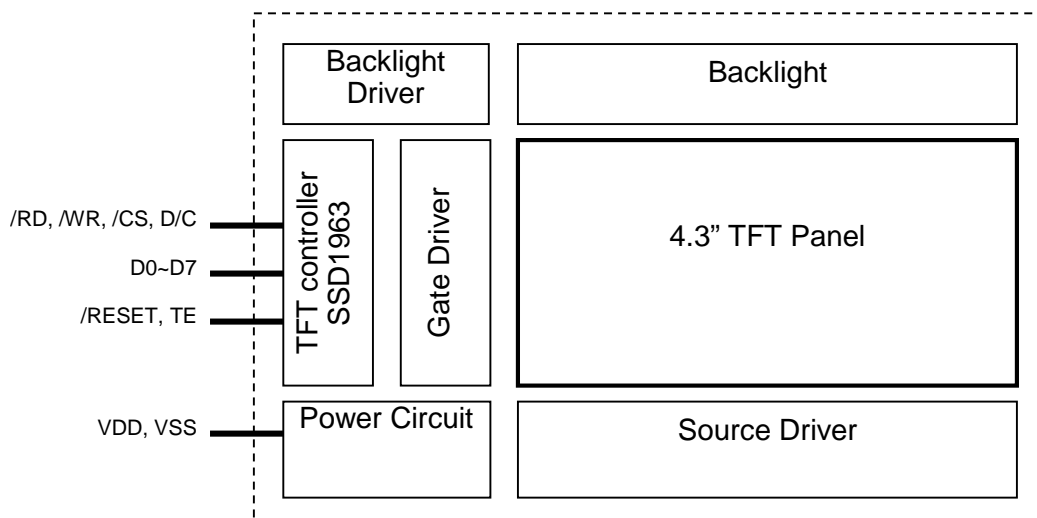 Backlight
Driver
Backlight
/RD, /WR, /CS, D/C
D0~D7
/RESET, TE
TFT controller
SSD1963
Gate Driver
4.3” TFT Panel
VDD, VSS
Power Circuit
Source Driver